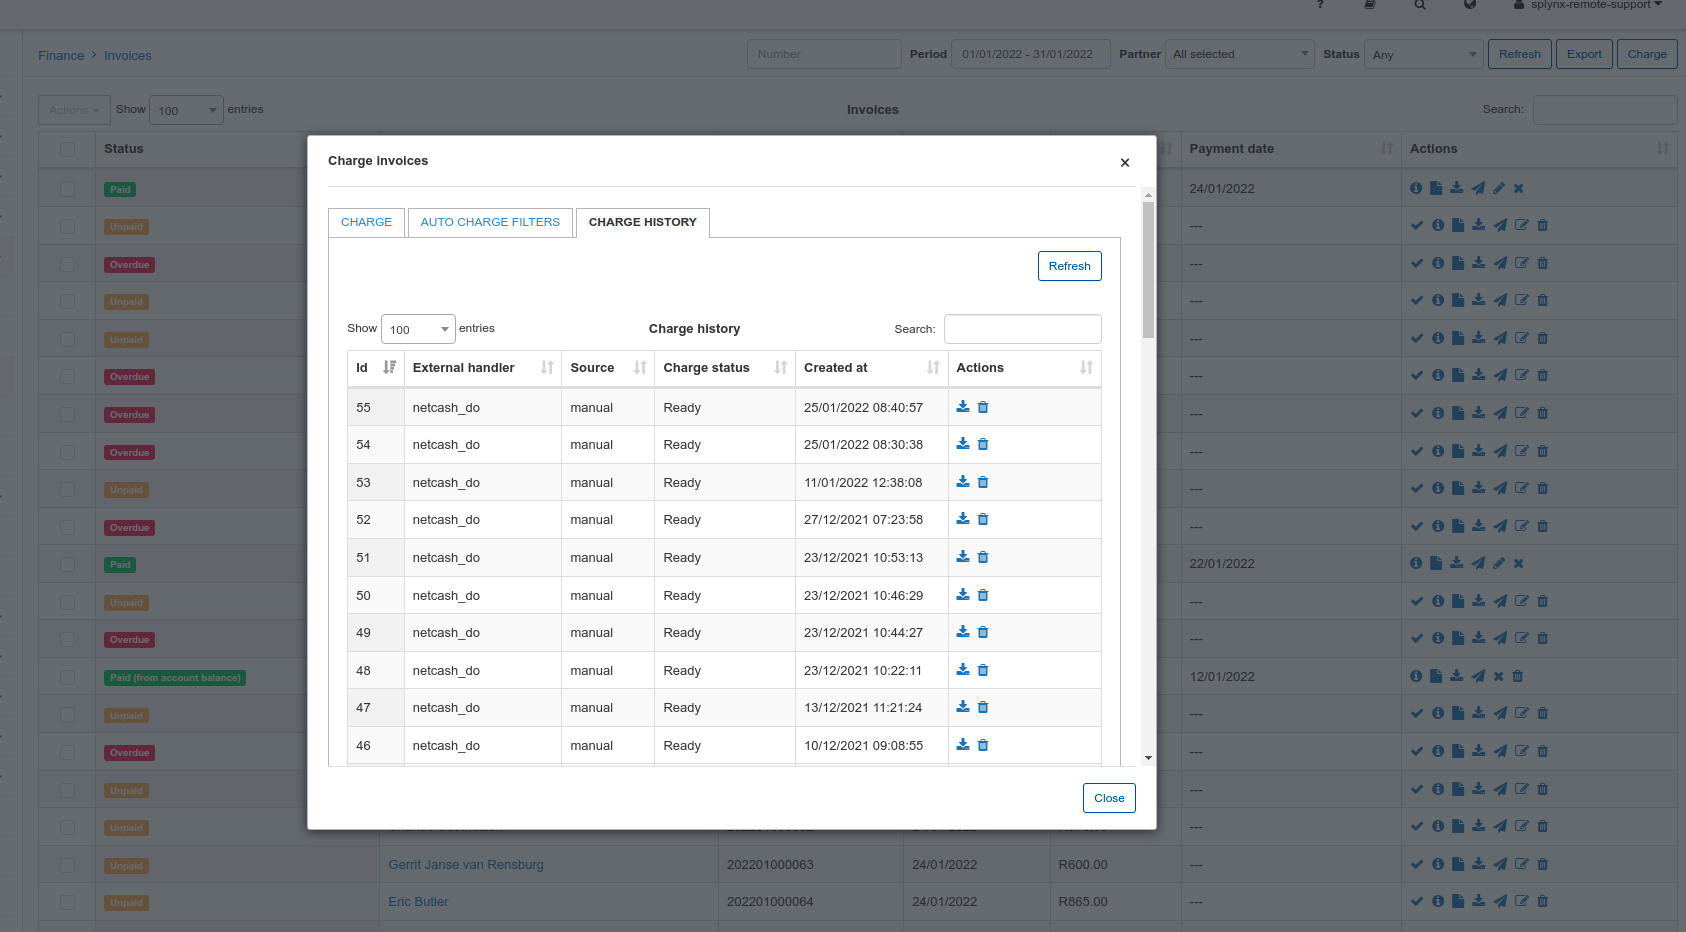 ? splynx-remote-support
Finance > Invoices Number Period 01/01/2022 - 31/01/2022 Partner All selected Status Any Refresh Export Charge
Actions Show 100 entries Invoices Search:
Status Payment date Actions
Paid 24/01/2022
Unpaid ---
Overdue ---
Unpaid ---
Unpaid ---
Overdue ---
Overdue ---
Overdue ---
Unpaid ---
Overdue ---
Paid 22/01/2022
Unpaid ---
Overdue ---
Paid (from account balance) 12/01/2022
Unpaid ---
Overdue ---
Unpaid ---
Unpaid ---
Unpaid Gerrit Janse van Rensburg 202201000063 24/01/2022 R600.00 ---
Unpaid Eric Butler 202201000064 24/01/2022 R865.00 ---
Charge invoices ×
CHARGE AUTO CHARGE FILTERS CHARGE HISTORY
Refresh
Show 100 entries Charge history Search:
Id External handler Source Charge status Created at Actions
55 netcash_do manual Ready 25/01/2022 08:40:57
54 netcash_do manual Ready 25/01/2022 08:30:38
53 netcash_do manual Ready 11/01/2022 12:38:08
52 netcash_do manual Ready 27/12/2021 07:23:58
51 netcash_do manual Ready 23/12/2021 10:53:13
50 netcash_do manual Ready 23/12/2021 10:46:29
49 netcash_do manual Ready 23/12/2021 10:44:27
48 netcash_do manual Ready 23/12/2021 10:22:11
47 netcash_do manual Ready 13/12/2021 11:21:24
46 netcash_do manual Ready 10/12/2021 09:08:55
Close